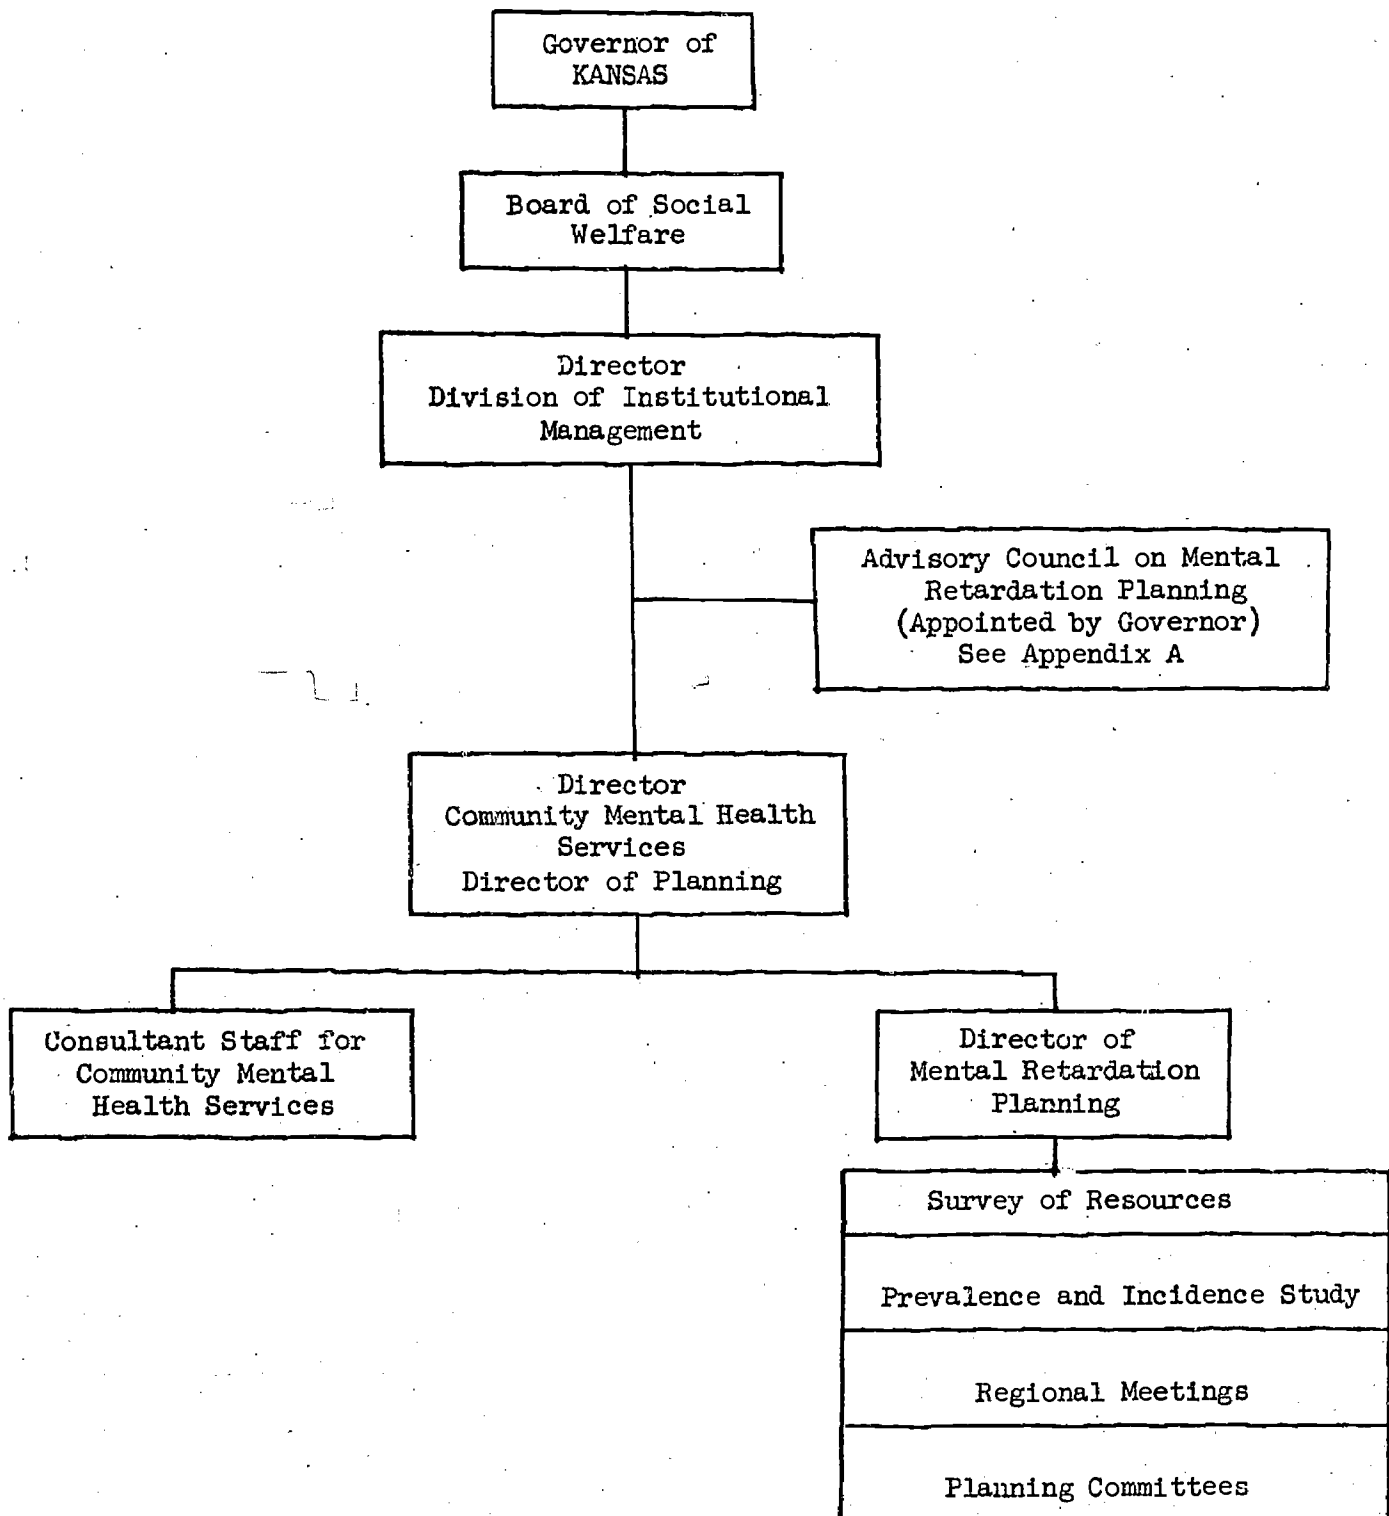 Governor of
KANSAS
Board of Social
Welfare
Director
Division of Institutional
Management
Advisory Council on Mental
Retardation Planning
(Appointed by Governor)
See Appendix A
Director
Community Mental Health
Services
Director of Planning
Consultant Staff for
Community Mental
Health Services
Director of
Mental Retardation
Planning
Survey of Resources
Prevalence and Incidence Study
Regional Meetings
Planning Committees